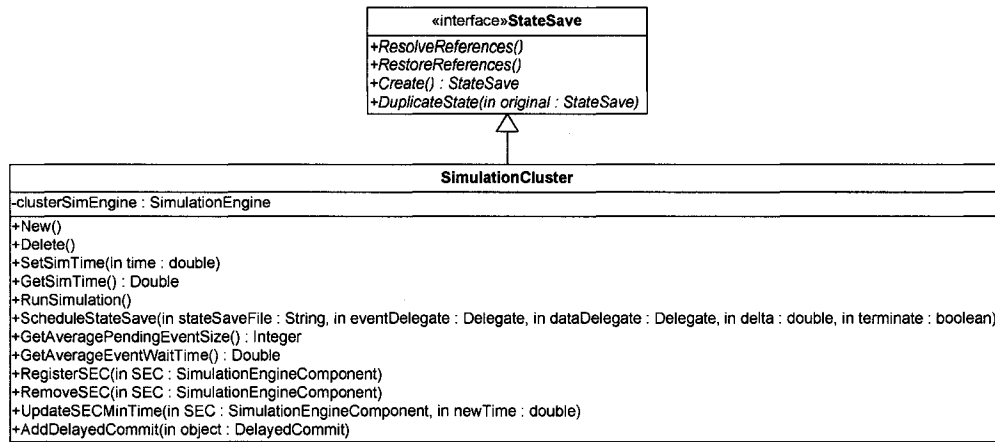 «interface»StateSave
+ResolveReferences()
+RestoreReferences()
+Create() : StateSave
+DuplicateState(in original : StateSave)
SimulationCluster
-clusterSimEngine : SimulationEngine
+New()
+Delete()
+SetSimTime(in time : double)
+GetSimTime() : Double
+RunSimulation()
+ScheduleStateSave(in stateSaveFile : String, in eventDelegate : Delegate, in dataDelegate : Delegate, in delta : double, in terminate : boolean)
+GetAveragePendingEventSize() : Integer
+GetAverageEventWaitTime() : Double
+RegisterSEC(in SEC : SimulationEngineComponent)
+RemoveSEC(in SEC : SimulationEngineComponent)
+UpdateSECMinTime(in SEC : SimulationEngineComponent, in newTime : double)
+AddDelayedCommit(in object : DelayedCommit)